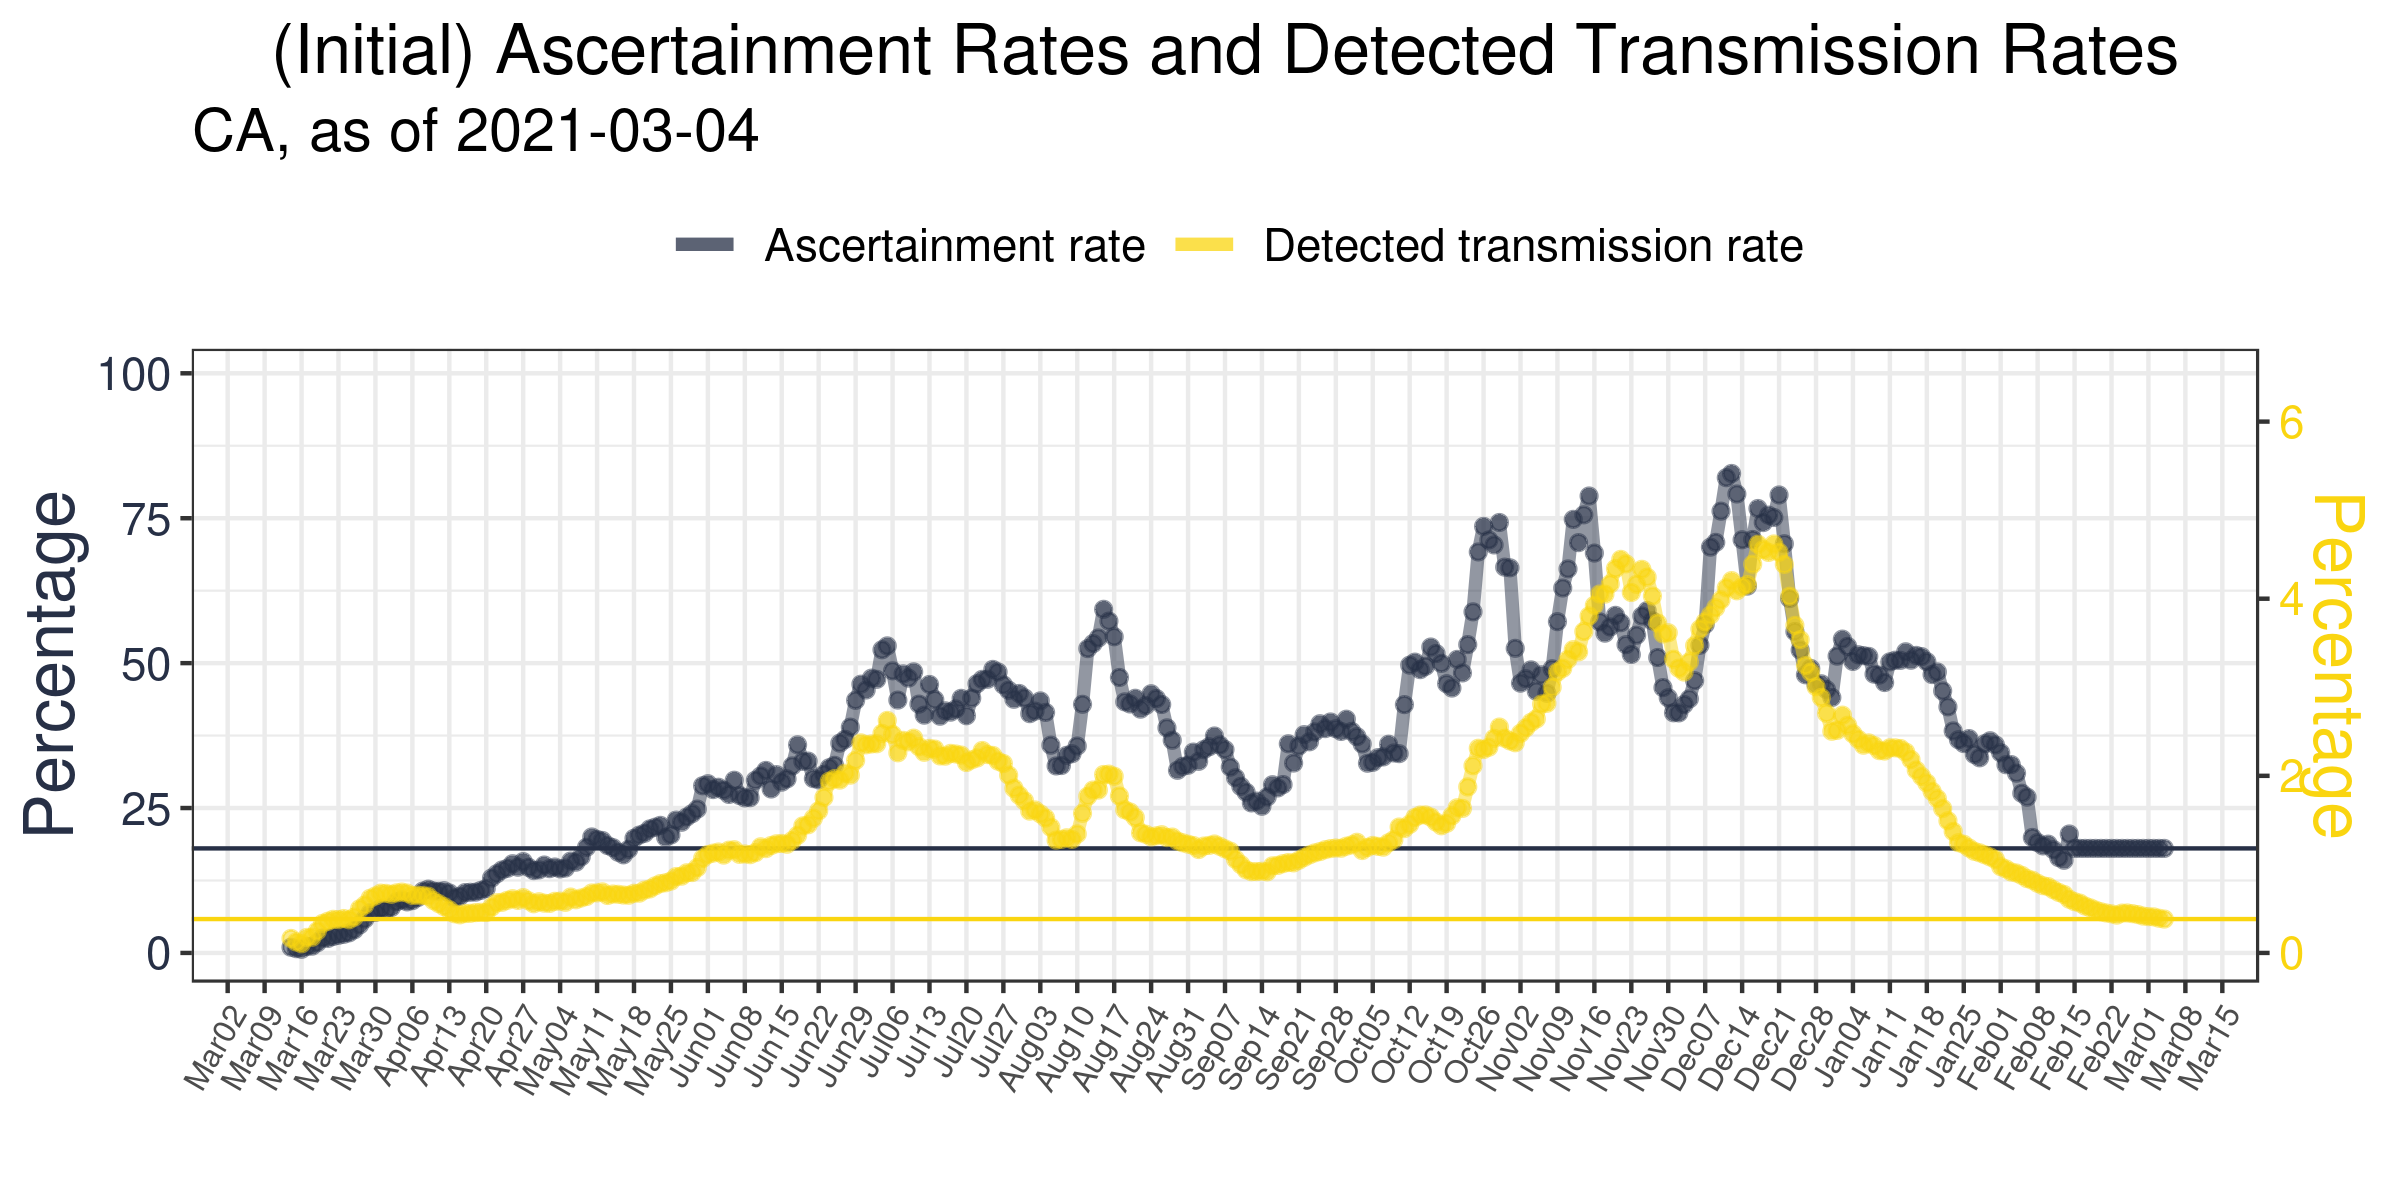 (Initial) Ascertainment Rates and Detected Transmission Rates
CA, as of 2021-03-04
Ascertainment rate
Detected transmission rate
Percentage
100
75
50
25
0
6
4
2
0
Percentage
Mar02
Mar09
Mar16
Mar23
Mar30
Apr06
Apr13
Apr20
Apr27
May04
May11
May18
May25
Jun01
Jun08
Jun15
Jun22
Jun29
Jul06
Jul13
Jul20
Jul27
Aug03
Aug10
Aug17
Aug24
Aug31
Sep07
Sep14
Sep21
Sep28
Oct05
Oct12
Oct19
Oct26
Nov02
Nov09
Nov16
Nov23
Nov30
Dec07
Dec14
Dec21
Dec28
Jan04
Jan11
Jan18
Jan25
Feb01
Feb08
Feb15
Feb22
Mar01
Mar08
Mar15